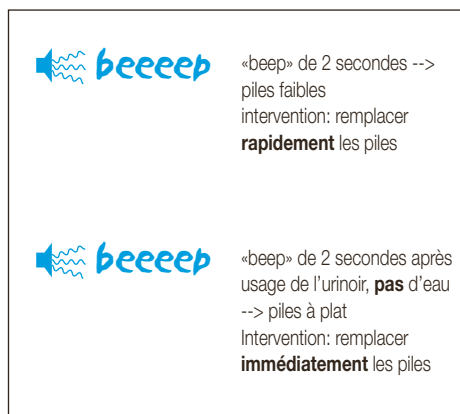 beeeep
«beep» de 2 secondes -->
piles faibles
intervention: remplacer
rapidement les piles
beeeep
«beep» de 2 secondes après
usage de l'urinoir, pas d'eau
--> piles à plat
Intervention: remplacer
immédiatement les piles